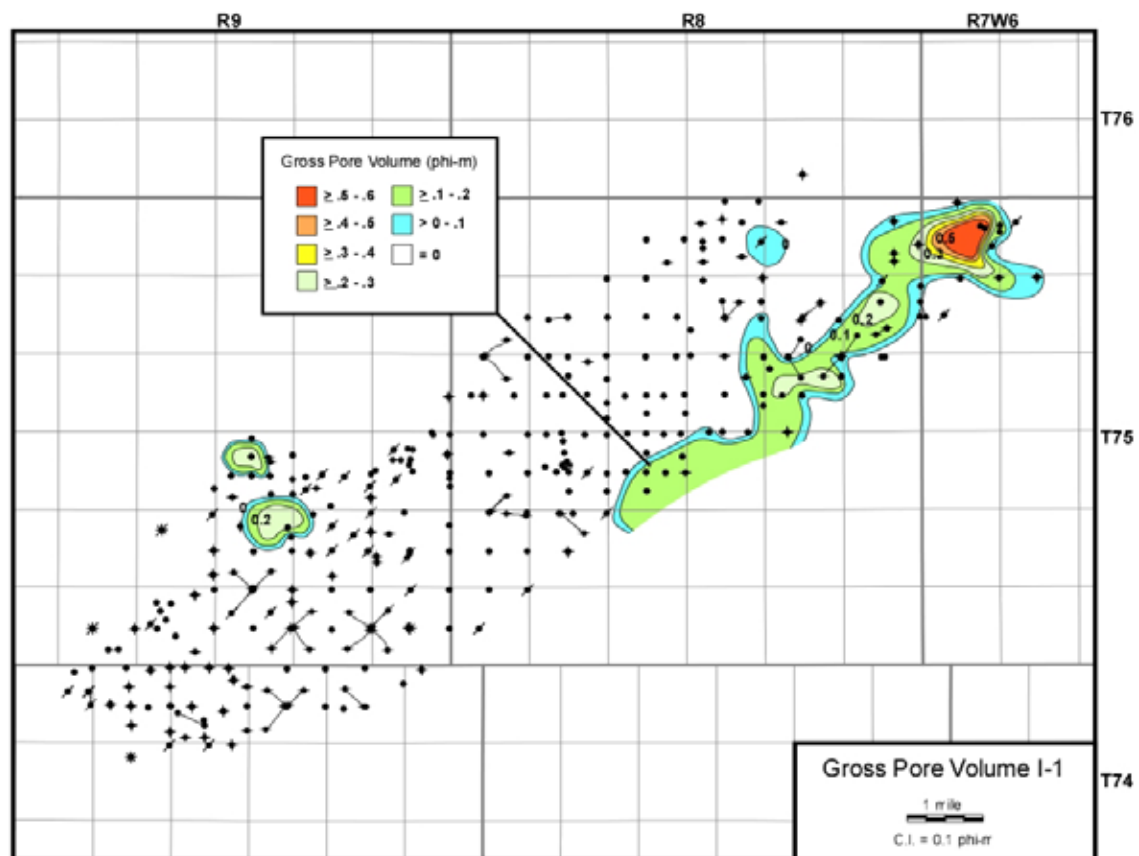 R9 R8 R7W6
T76
Gross Pore Volume (phi-m)
≥ .5 - .6 ≥ .1 - .2
≥ .4 - .5 > 0 - .1
≥ .3 - .4 = 0
≥ .2 - .3
0
0.5
0.2
0.1
0
T75
0
0.2
Gross Pore Volume I-1
1 mile
C.I. = 0.1 phi-m
T74